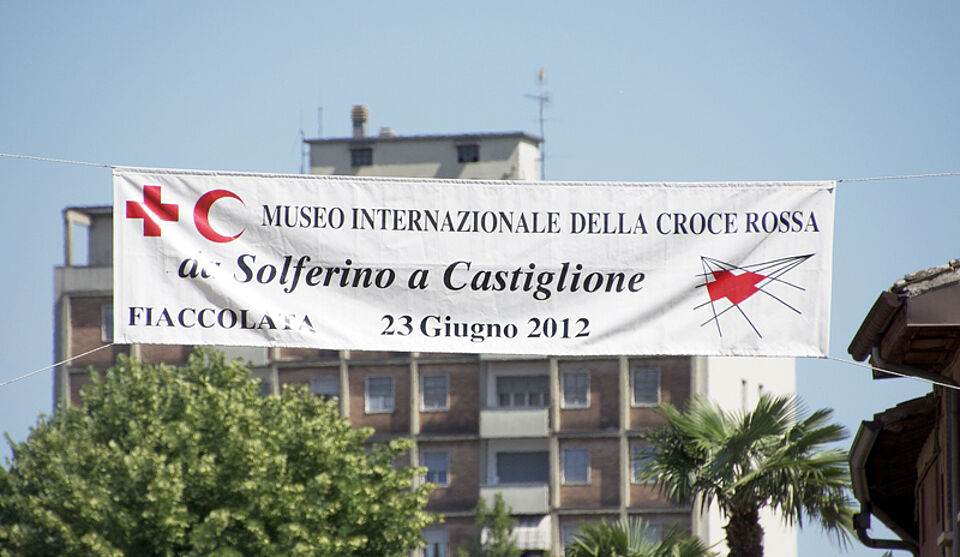 MUSEO INTERNAZIONALE DELLA CROCE ROSSA
da Solferino a Castiglione
FIACCOLATA 23 Giugno 2012